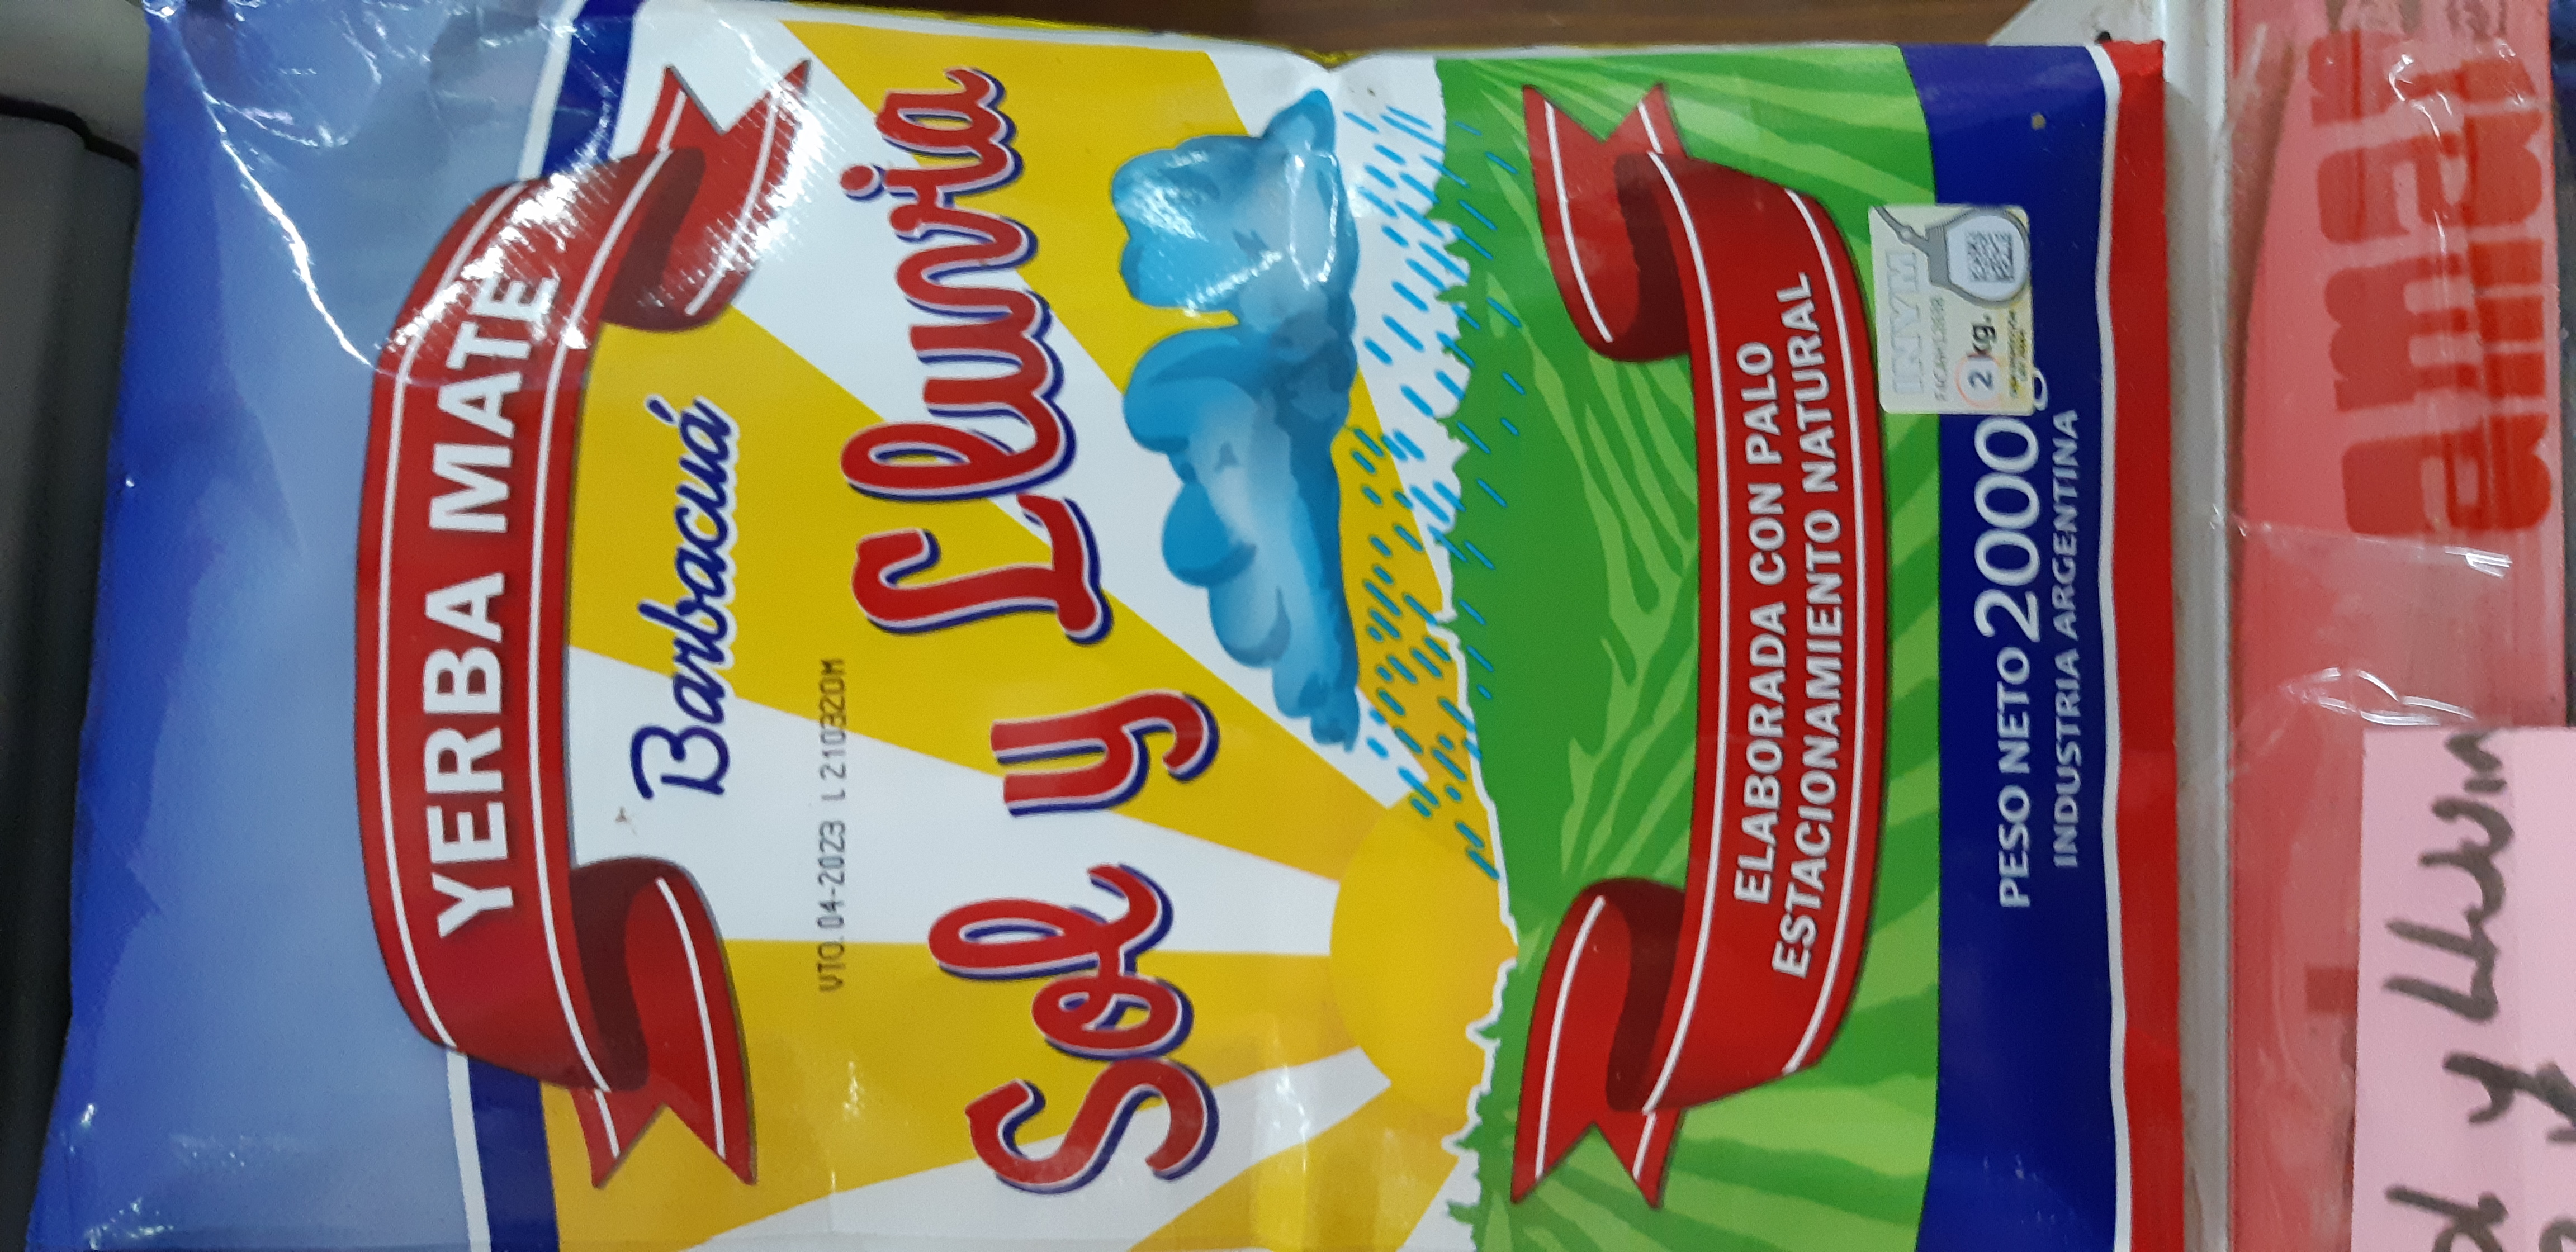 YERBA MATE
Barbacuá
VTO. 04-2023 L 210320M
Sol y Lluvia
ELABORADA CON PALO
ESTACIONAMIENTO NATURAL
INYM
2 kg.
PESO NETO 2000g
INDUSTRIA ARGENTINA
y
amar